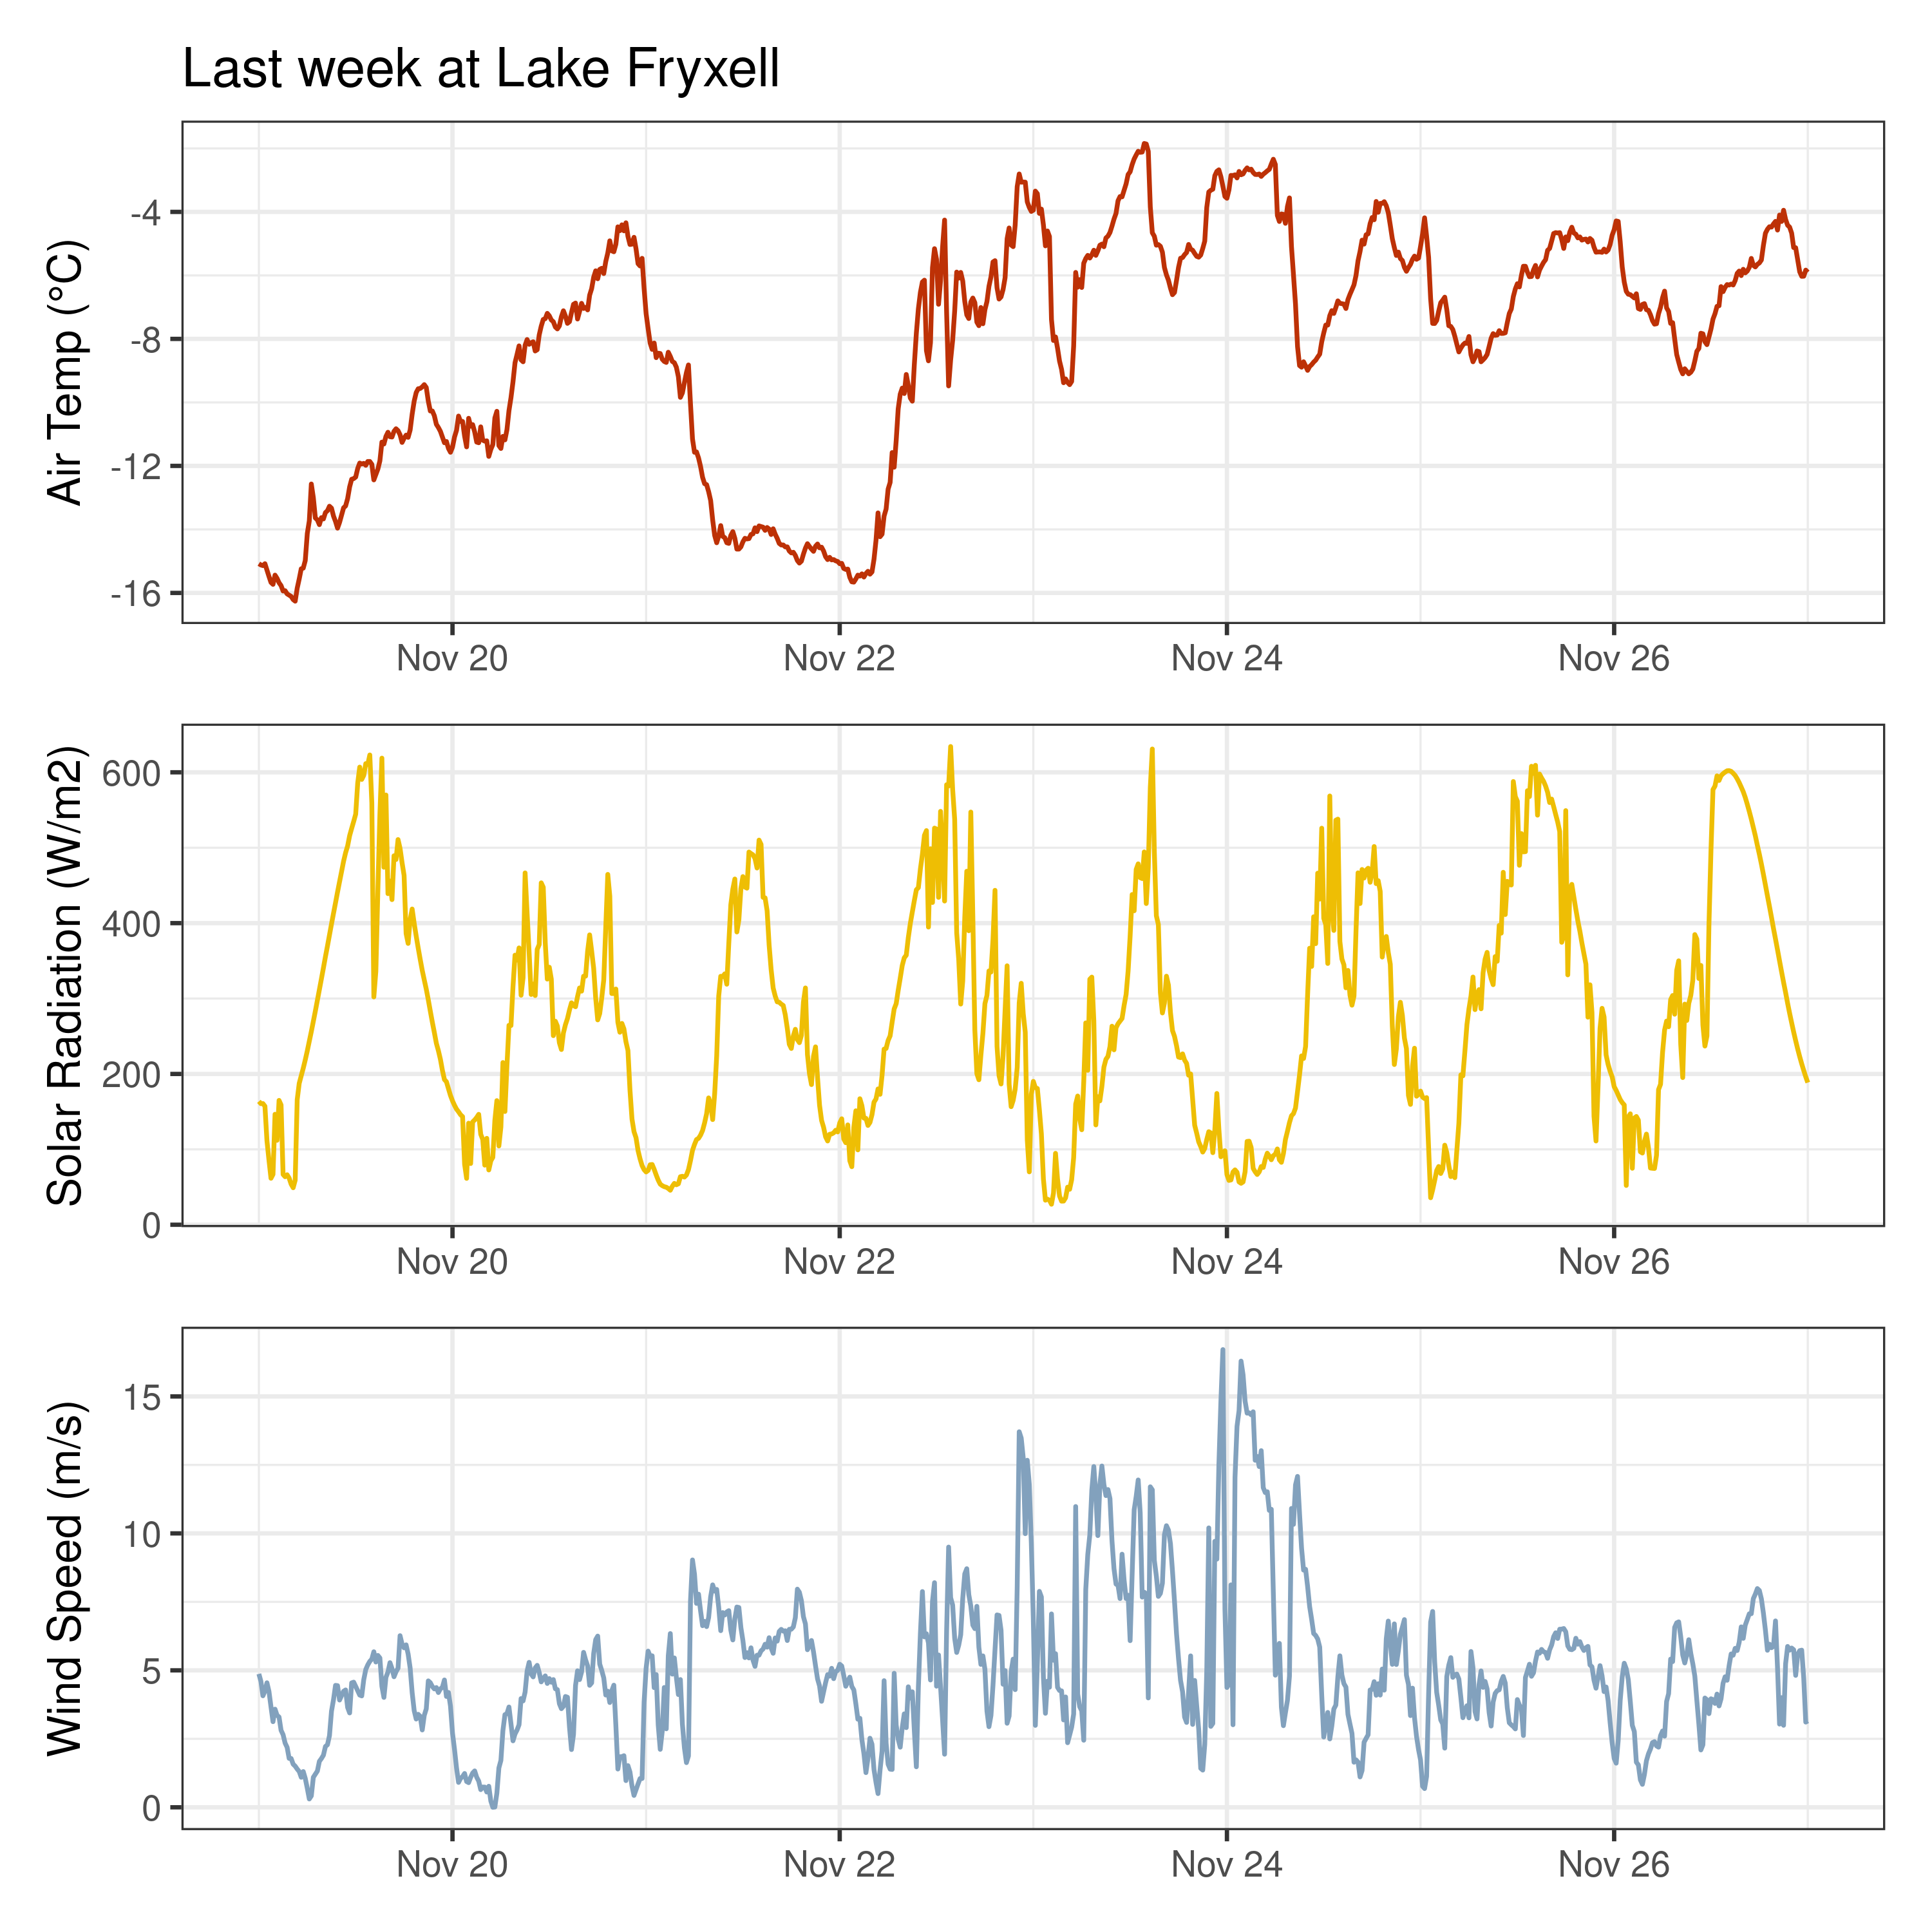 Last week at Lake Fryxell
Air Temp (°C)
-4
-8
-12
-16
Nov 20 Nov 22 Nov 24 Nov 26
Solar Radiation (W/m2)
600
400
200
0
Nov 20 Nov 22 Nov 24 Nov 26
Wind Speed (m/s)
15
10
5
0
Nov 20 Nov 22 Nov 24 Nov 26